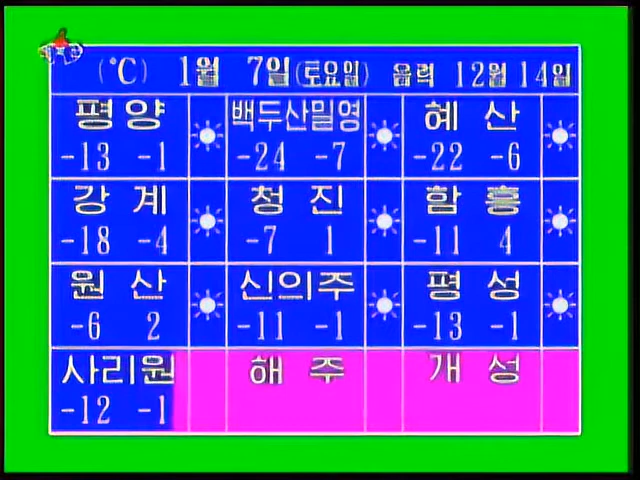 (℃) 1월 7일(토요일) 음력 12월 14일
평양 백두산밀영 혜산
-13 -1 -24 -7 -22 -6
강계 청진 함흥
-18 -4 -7 1 -11 4
원산 신의주 평성
-6 2 -11 -1 -13 -1
사리원 해주 개성
-12 -1